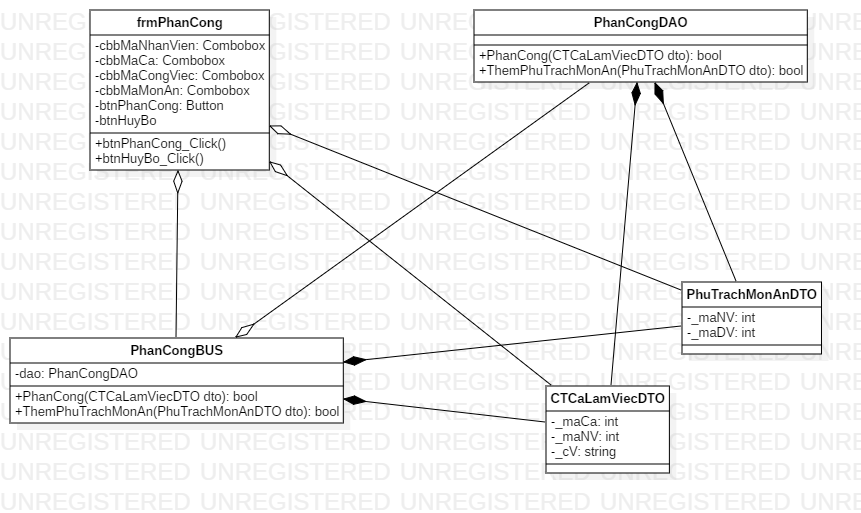 frmPhanCong
-cbbMaNhanVien: Combobox
-cbbMaCa: Combobox
-cbbMaCongViec: Combobox
-cbbMaMonAn: Combobox
-btnPhanCong: Button
-btnHuyBo
+btnPhanCong_Click()
+btnHuyBo_Click()
PhanCongDAO
+PhanCong(CTCaLamViecDTO dto): bool
+ThemPhuTrachMonAn(PhuTrachMonAnDTO dto): bool
PhuTrachMonAnDTO
-_maNV: int
-_maDV: int
PhanCongBUS
-dao: PhanCongDAO
+PhanCong(CTCaLamViecDTO dto): bool
+ThemPhuTrachMonAn(PhuTrachMonAnDTO dto): bool
CTCaLamViecDTO
-_maCa: int
-_maNV: int
-_cV: string